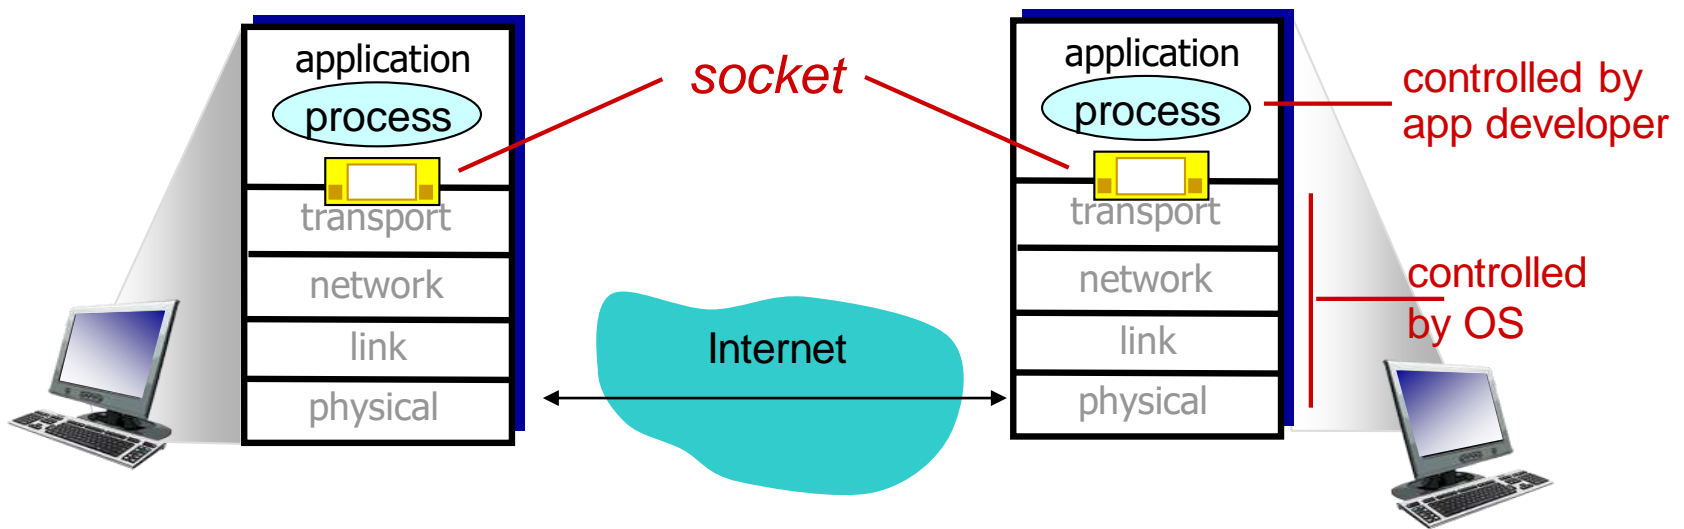 application
process
transport
network
link
physical
socket
Internet
application
process
transport
network
link
physical
controlled by
app developer
controlled
by OS